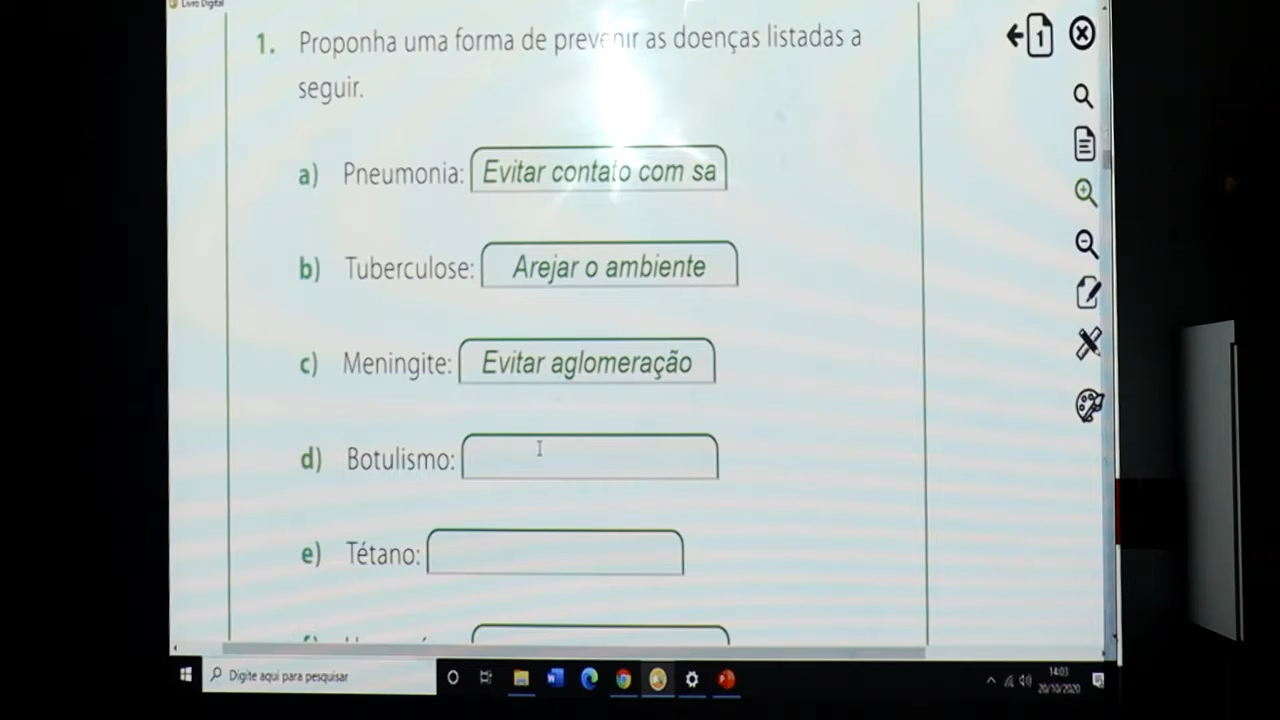 Livro Digital
1. Proponha uma forma de prevenir as doenças listadas a
seguir.
1
a) Pneumonia: Evitar contato com sa
b) Tuberculose: Arejar o ambiente
c) Meningite: Evitar aglomeração
d) Botulismo:
e) Tétano:
Digite aqui para pesquisar
14:03
20/10/2020